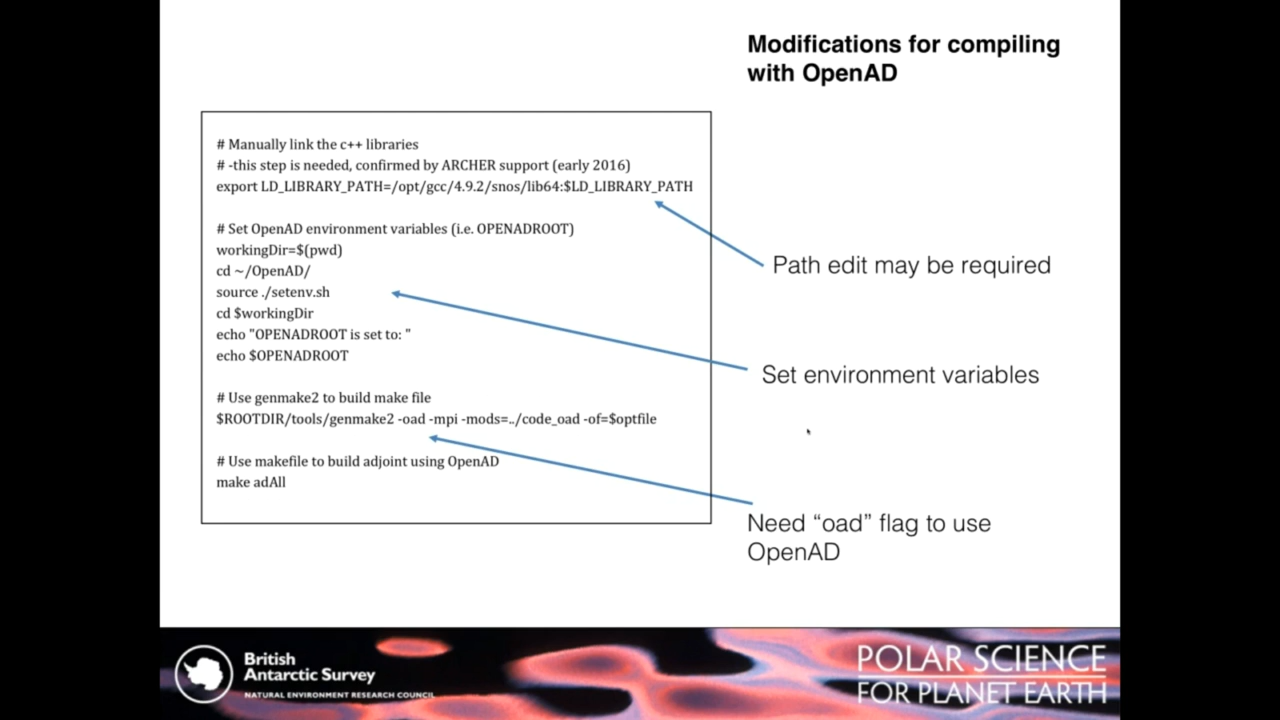 Modifications for compiling
with OpenAD
# Manually link the c++ libraries
# -this step is needed, confirmed by ARCHER support (early 2016)
export LD_LIBRARY_PATH=/opt/gcc/4.9.2/snos/lib64:$LD_LIBRARY_PATH
# Set OpenAD environment variables (i.e. OPENADROOT)
workingDir=$(pwd)
cd ~/OpenAD/
source ./setenv.sh
cd $workingDir
echo "OPENADROOT is set to: "
echo $OPENADROOT
# Use genmake2 to build make file
$ROOTDIR/tools/genmake2 -oad -mpi -mods=../code_oad -of=$optfile
# Use makefile to build adjoint using OpenAD
make adAll
Path edit may be required
Set environment variables
Need “oad” flag to use
OpenAD
British
Antarctic Survey
NATURAL ENVIRONMENT RESEARCH COUNCIL
POLAR SCIENCE
FOR PLANET EARTH